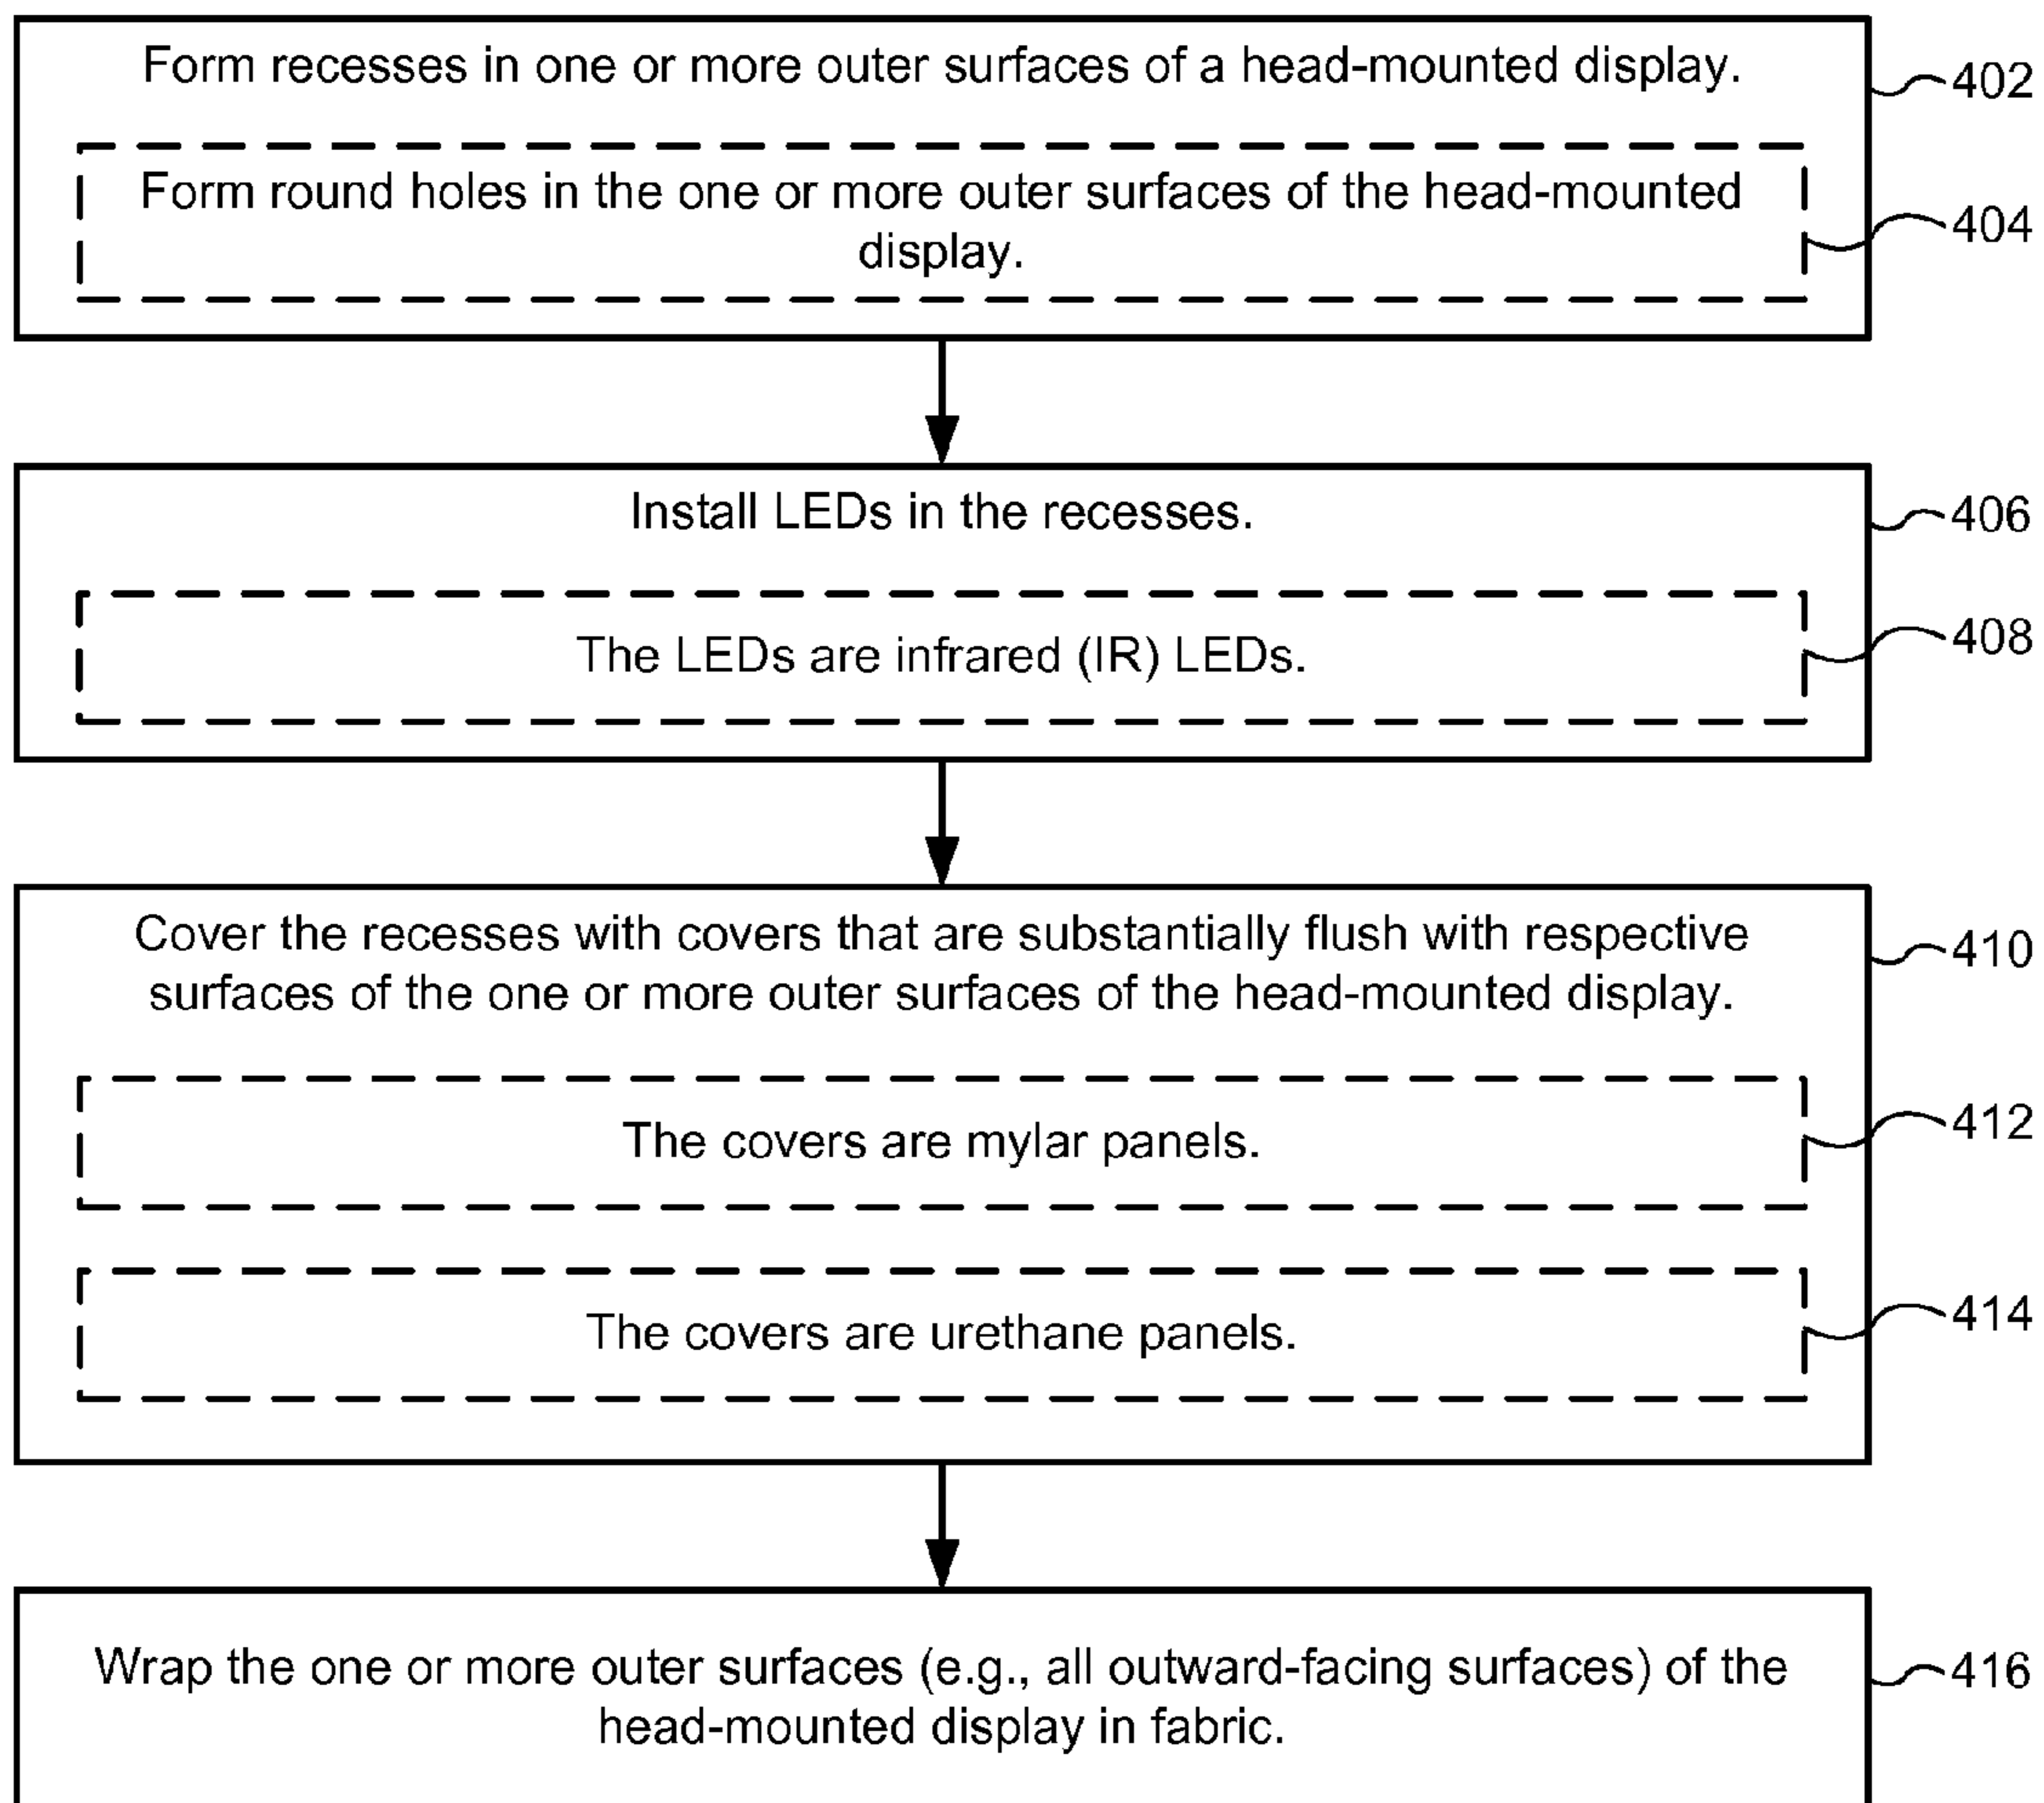 Form recesses in one or more outer surfaces of a head-mounted display.
402
Form round holes in the one or more outer surfaces of the head-mounted
display.
404
Install LEDs in the recesses.
406
The LEDs are infrared (IR) LEDs.
408
Cover the recesses with covers that are substantially flush with respective
surfaces of the one or more outer surfaces of the head-mounted display.
410
The covers are mylar panels.
412
The covers are urethane panels.
414
Wrap the one or more outer surfaces (e.g., all outward-facing surfaces) of the
head-mounted display in fabric.
416